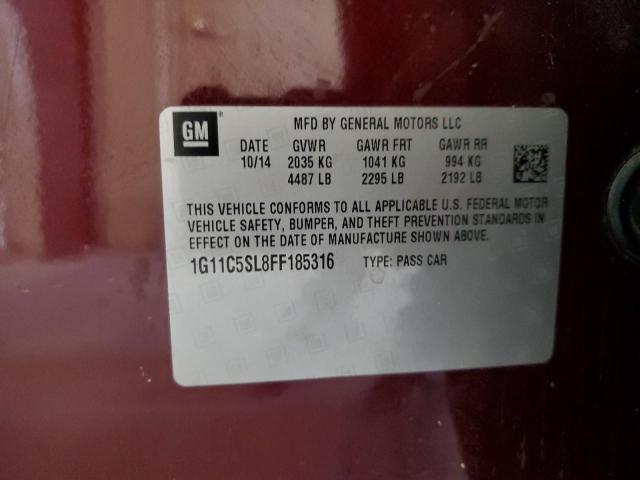 GM ®
MFD BY GENERAL MOTORS LLC
DATE GVWR GAWR FRT GAWR RR
10/14 2035 KG 1041 KG 994 KG
4487 LB 2295 LB 2192 LB
THIS VEHICLE CONFORMS TO ALL APPLICABLE U.S. FEDERAL MOTOR
VEHICLE SAFETY, BUMPER, AND THEFT PREVENTION STANDARDS IN
EFFECT ON THE DATE OF MANUFACTURE SHOWN ABOVE.
1G11C5SL8FF185316 TYPE: PASS CAR